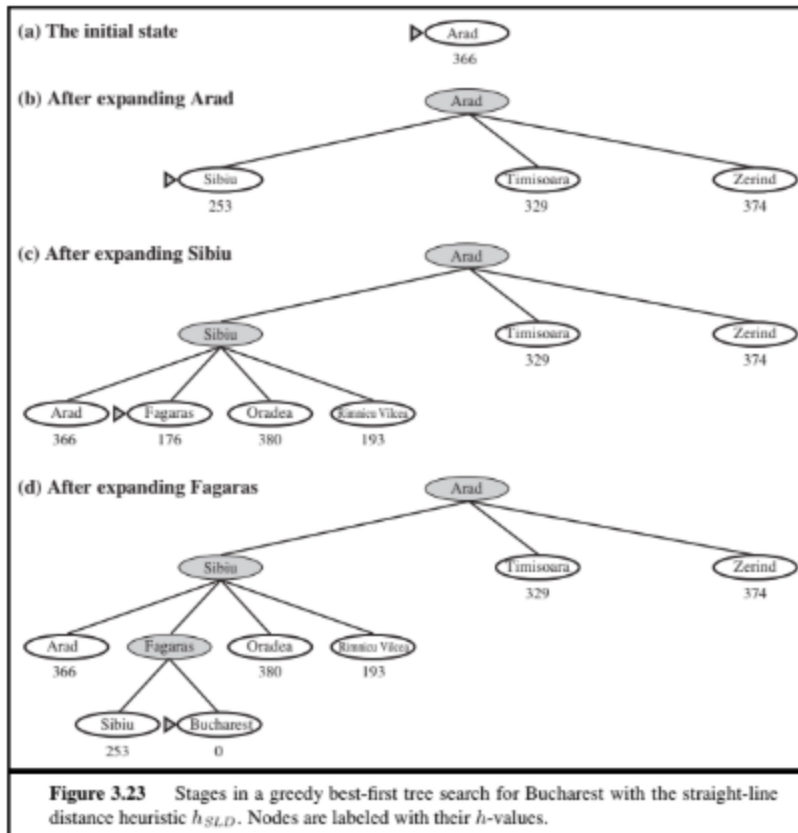 (a) The initial state
Arad
366
(b) After expanding Arad
Arad
Sibiu
Timisoara
Zerind
253
329
374
(c) After expanding Sibiu
Arad
Sibiu
Timisoara
Zerind
329
374
Arad
Fagaras
Oradea
Rimnicu Vilcea
366
176
380
193
(d) After expanding Fagaras
Arad
Sibiu
Timisoara
Zerind
329
374
Arad
Fagaras
Oradea
Rimnicu Vilcea
366
380
193
Sibiu
Bucharest
253
0
Figure 3.23 Stages in a greedy best-first tree search for Bucharest with the straight-line
distance heuristic hSLD. Nodes are labeled with their h-values.